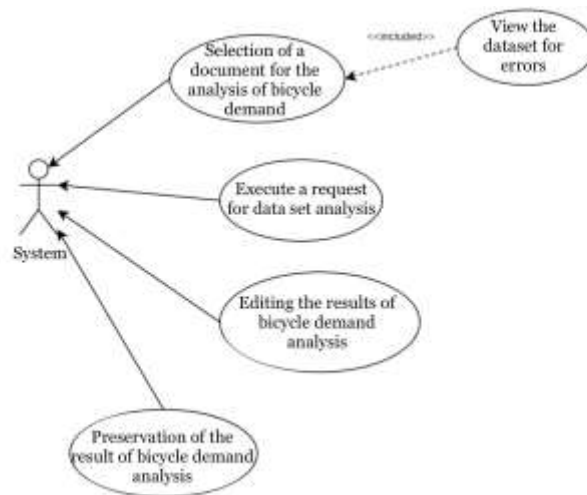 Selection of a
document for the
analysis of bicycle
demand
<<included>>
View the
dataset for
errors
Execute a request
for data set analysis
System
Editing the results of
bicycle demand
analysis
Preservation of the
result of bicycle demand
analysis